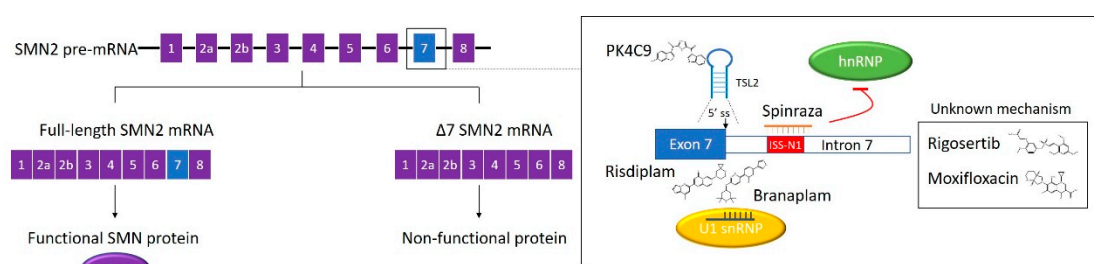 SMN2 pre-mRNA
1 2a 2b 3 4 5 6 7 8
Full-length SMN2 mRNA
1 2a 2b 3 4 5 6 7 8
Functional SMN protein
Δ7 SMN2 mRNA
1 2a 2b 3 4 5 6 8
Non-functional protein
PK4C9
TSL2
hnRNP
5’ ss
Spinraza
Exon 7
ISS-N1
Intron 7
Risdiplam
Branaplam
U1 snRNP
Unknown mechanism
Rigosertib
Moxifloxacin